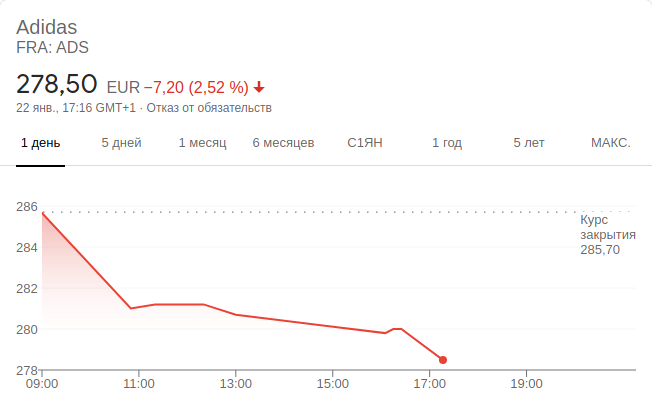 Adidas
FRA: ADS
278,50 EUR −7,20 (2,52 %)
22 янв., 17:16 GMT+1 · Отказ от обязательств
1 день 5 дней 1 месяц 6 месяцев С1ЯН 1 год 5 лет МАКС.
286
Курс
закрытия
285,70
284
282
280
278
09:00 11:00 13:00 15:00 17:00 19:00